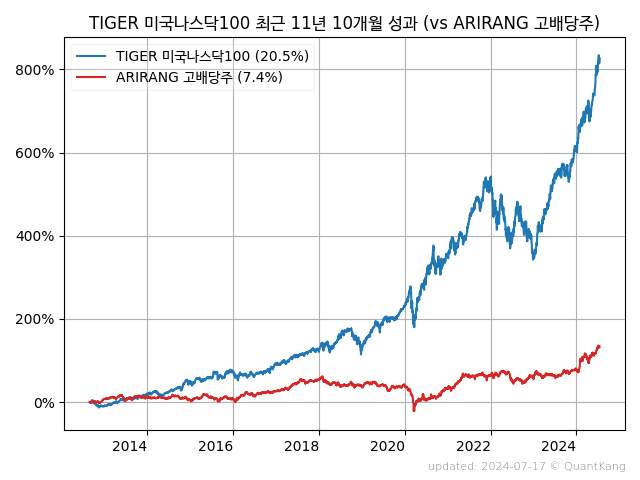 TIGER 미국나스닥100 최근 11년 10개월 성과 (vs ARIRANG 고배당주)
TIGER 미국나스닥100 (20.5%)
ARIRANG 고배당주 (7.4%)
800%
600%
400%
200%
0%
2014 2016 2018 2020 2022 2024
updated: 2024-07-17 © QuantKang